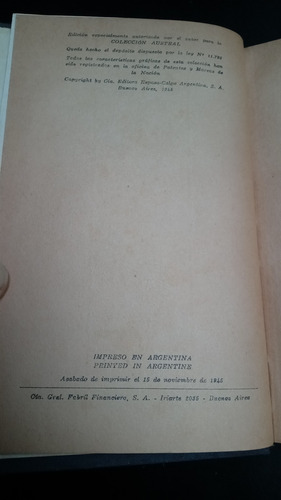 Edición especialmente autorizada por el autor para la
COLECCIÓN AUSTRAL
Queda hecho el depósito dispuesto por la ley Nº 11.723
Todas las características gráficas de esta colección han
sido registradas en la oficina de Patentes y Marcas de
la Nación.
Copyright by Cía. Editora Espasa-Calpe Argentina, S. A.
Buenos Aires, 1945
IMPRESO EN ARGENTINA
PRINTED IN ARGENTINE
Acabado de imprimir el 15 de noviembre de 1945
Cía. Gral. Fabril Financiera, S. A. - Iriarte 2035 - Buenos Aires